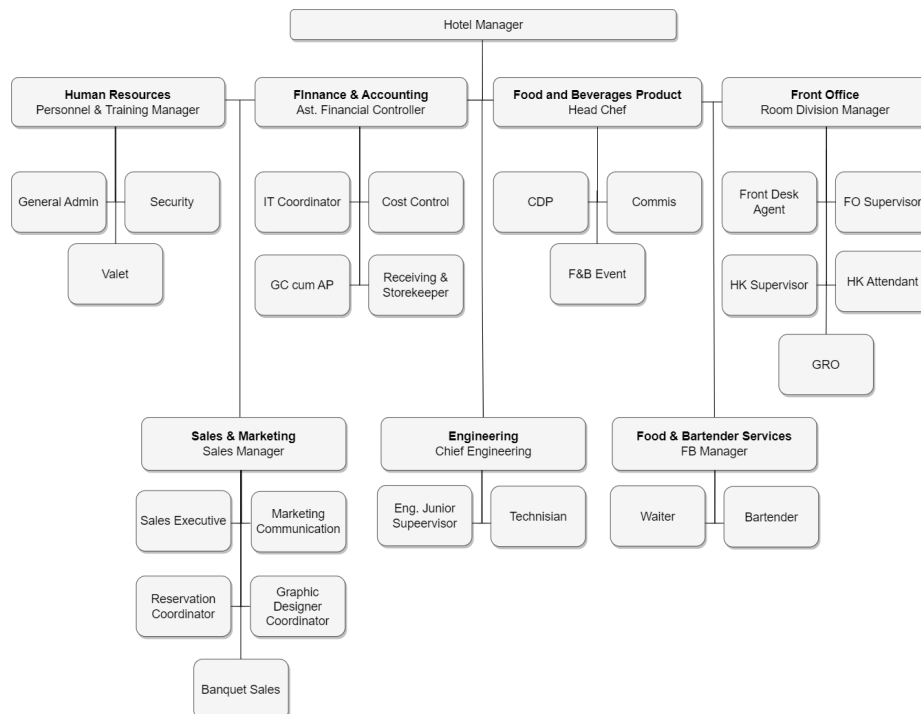 Hotel Manager
Human Resources
Personnel & Training Manager
FInnance & Accounting
Ast. Financial Controller
Food and Beverages Product
Head Chef
Front Office
Room Division Manager
General Admin
Security
Valet
IT Coordinator
Cost Control
GC cum AP
Receiving &
Storekeeper
CDP
Commis
F&B Event
Front Desk
Agent
FO Supervisor
HK Supervisor
HK Attendant
GRO
Sales & Marketing
Sales Manager
Engineering
Chief Engineering
Food & Bartender Services
FB Manager
Sales Executive
Marketing
Communication
Reservation
Coordinator
Graphic
Designer
Coordinator
Banquet Sales
Eng. Junior
Supeervisor
Technisian
Waiter
Bartender